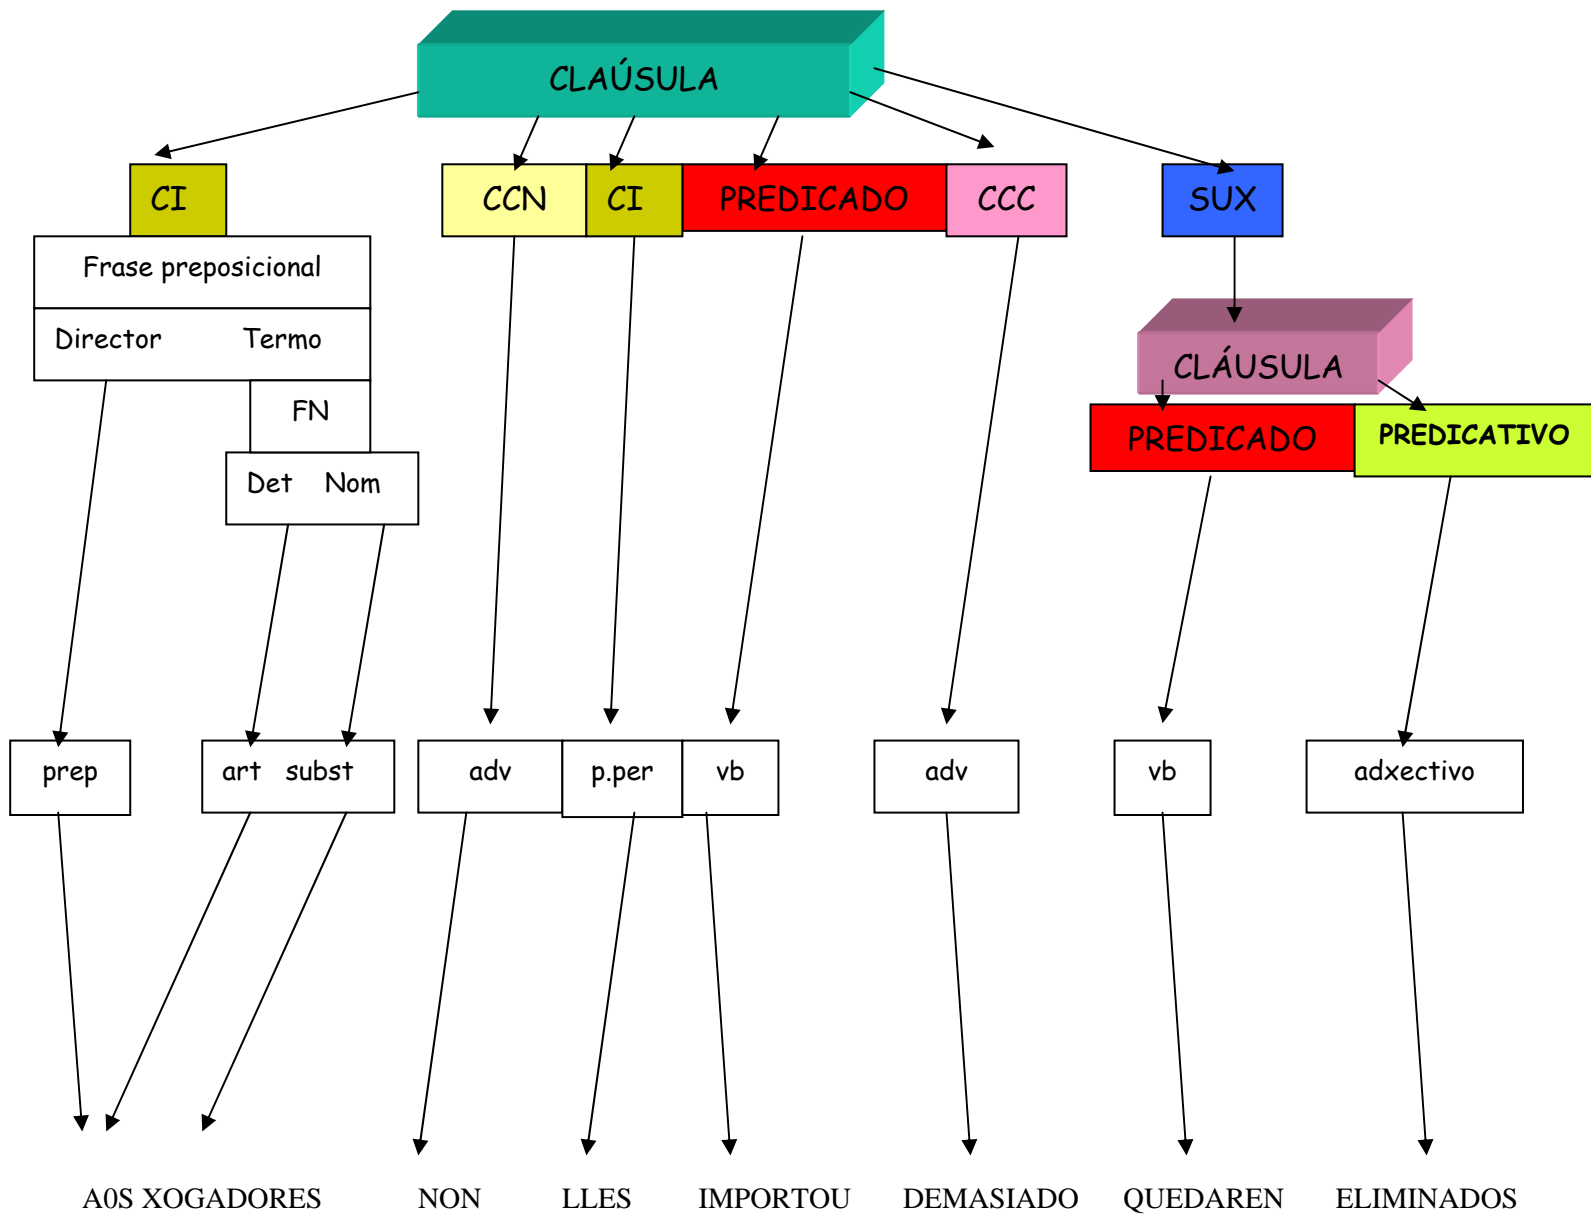 CLAÚSULA
CI CCN CI PREDICADO CCC SUX
Frase preposicional
Director Termo
CLÁUSULA
FN
PREDICADO PREDICATIVO
Det Nom
prep art subst adv p.per vb adv vb adxectivo
A0S XOGADORES NON LLES IMPORTOU DEMASIADO QUEDAREN ELIMINADOS